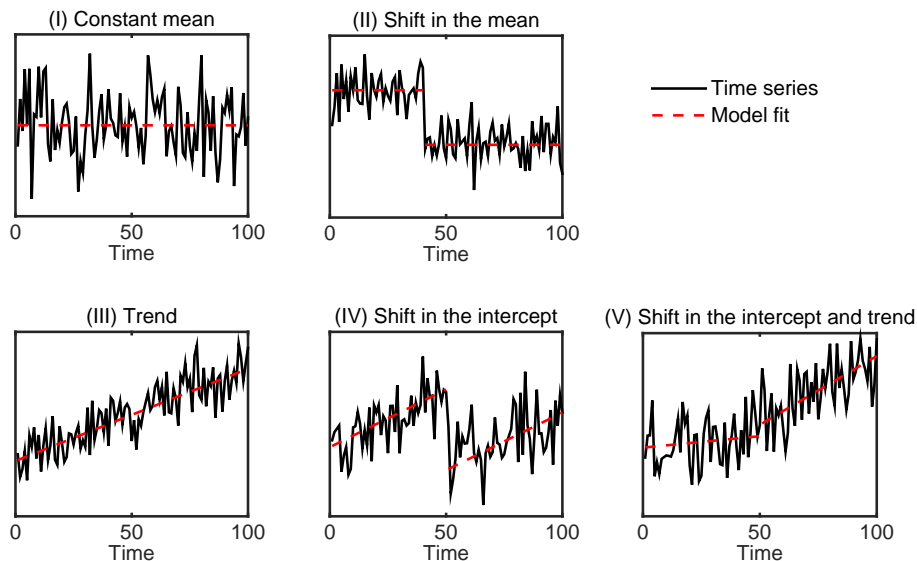 (I) Constant mean
(II) Shift in the mean
Time series
Model fit
0 50 100
Time
0 50 100
Time
(III) Trend
(IV) Shift in the intercept
(V) Shift in the intercept and trend
0 50 100
Time
0 50 100
Time
0 50 100
Time